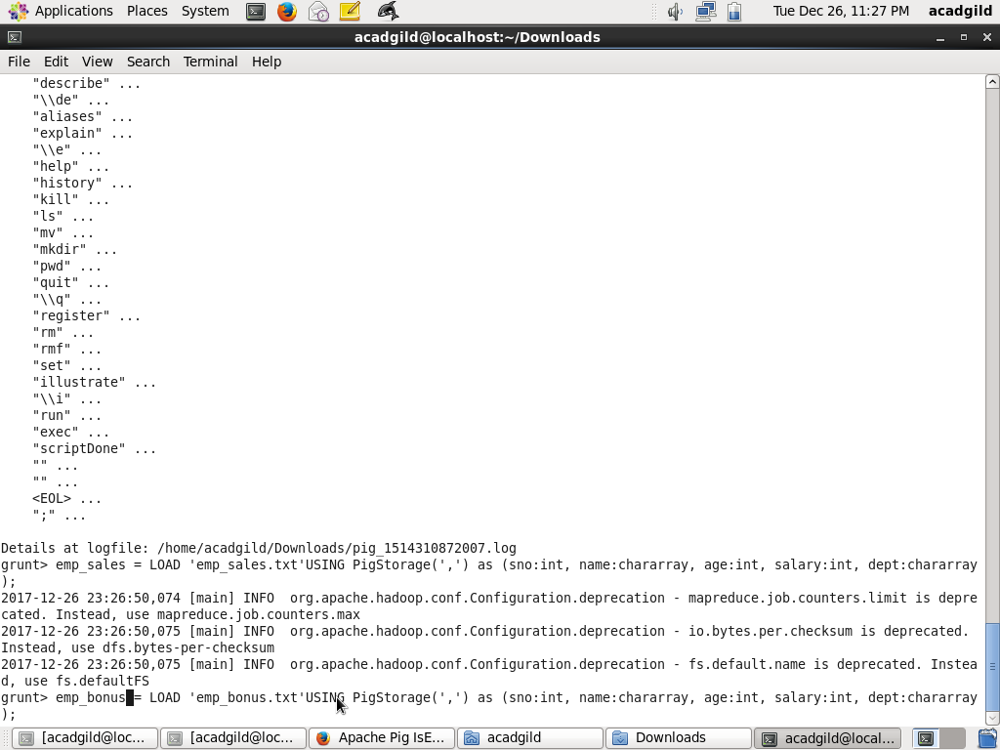 Applications Places System Tue Dec 26, 11:27 PM acadgild
acadgild@localhost:~/Downloads
File Edit View Search Terminal Help
"describe" ...
"\\de" ...
"aliases" ...
"explain" ...
"\\e" ...
"help" ...
"history" ...
"kill" ...
"ls" ...
"mv" ...
"mkdir" ...
"pwd" ...
"quit" ...
"\\q" ...
"register" ...
"rm" ...
"rmf" ...
"set" ...
"illustrate" ...
"\\i" ...
"run" ...
"exec" ...
"scriptDone" ...
"" ...
"" ...
<EOL> ...
";" ...
Details at logfile: /home/acadgild/Downloads/pig_1514310872007.log
grunt> emp_sales = LOAD 'emp_sales.txt'USING PigStorage(',') as (sno:int, name:chararray, age:int, salary:int, dept:chararray
);
2017-12-26 23:26:50,074 [main] INFO  org.apache.hadoop.conf.Configuration.deprecation - mapreduce.job.counters.limit is depre
cated. Instead, use mapreduce.job.counters.max
2017-12-26 23:26:50,075 [main] INFO  org.apache.hadoop.conf.Configuration.deprecation - io.bytes.per.checksum is deprecated.
Instead, use dfs.bytes-per-checksum
2017-12-26 23:26:50,075 [main] INFO  org.apache.hadoop.conf.Configuration.deprecation - fs.default.name is deprecated. Instea
d, use fs.defaultFS
grunt> emp_bonus = LOAD 'emp_bonus.txt'USING PigStorage(',') as (sno:int, name:chararray, age:int, salary:int, dept:chararray
);
[acadgild@loc... [acadgild@loc... Apache Pig IsE... acadgild Downloads acadgild@local...